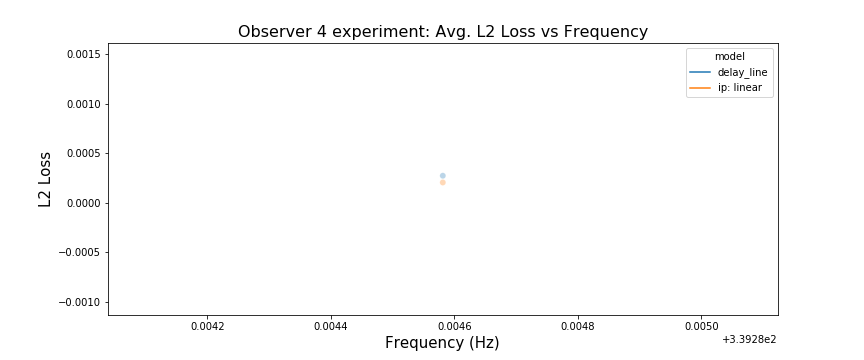 Observer 4 experiment: Avg. L2 Loss vs Frequency
model
delay_line
ip: linear
L2 Loss
0.0015
0.0010
0.0005
0.0000
−0.0005
−0.0010
0.0042 0.0044 0.0046 0.0048 0.0050
+3.3928e2
Frequency (Hz)